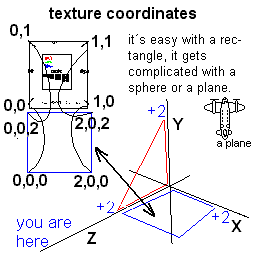 texture coordinates
0,1
1,1
it´s easy with a rec-
tangle, it gets
complicated with a
sphere or a plane.
0,0
1,0
0,0,2
2,0,2
+2
Y
a plane
0,0,0
2,0,0
+2
+2
X
Z
you are
here